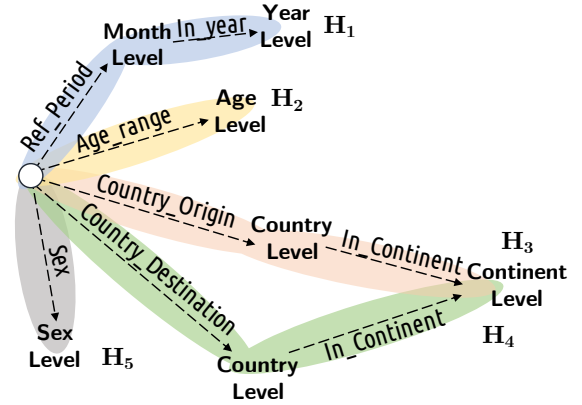 Year
Month In_year Level H₁
Level
Ref_Period
Age H₂
Age_range Level
Country_Origin
Country In_Continent H₃
Level
Continent
Level
Sex
Country_Destination
In_Continent H₄
Sex
Level H₅
Country
Level